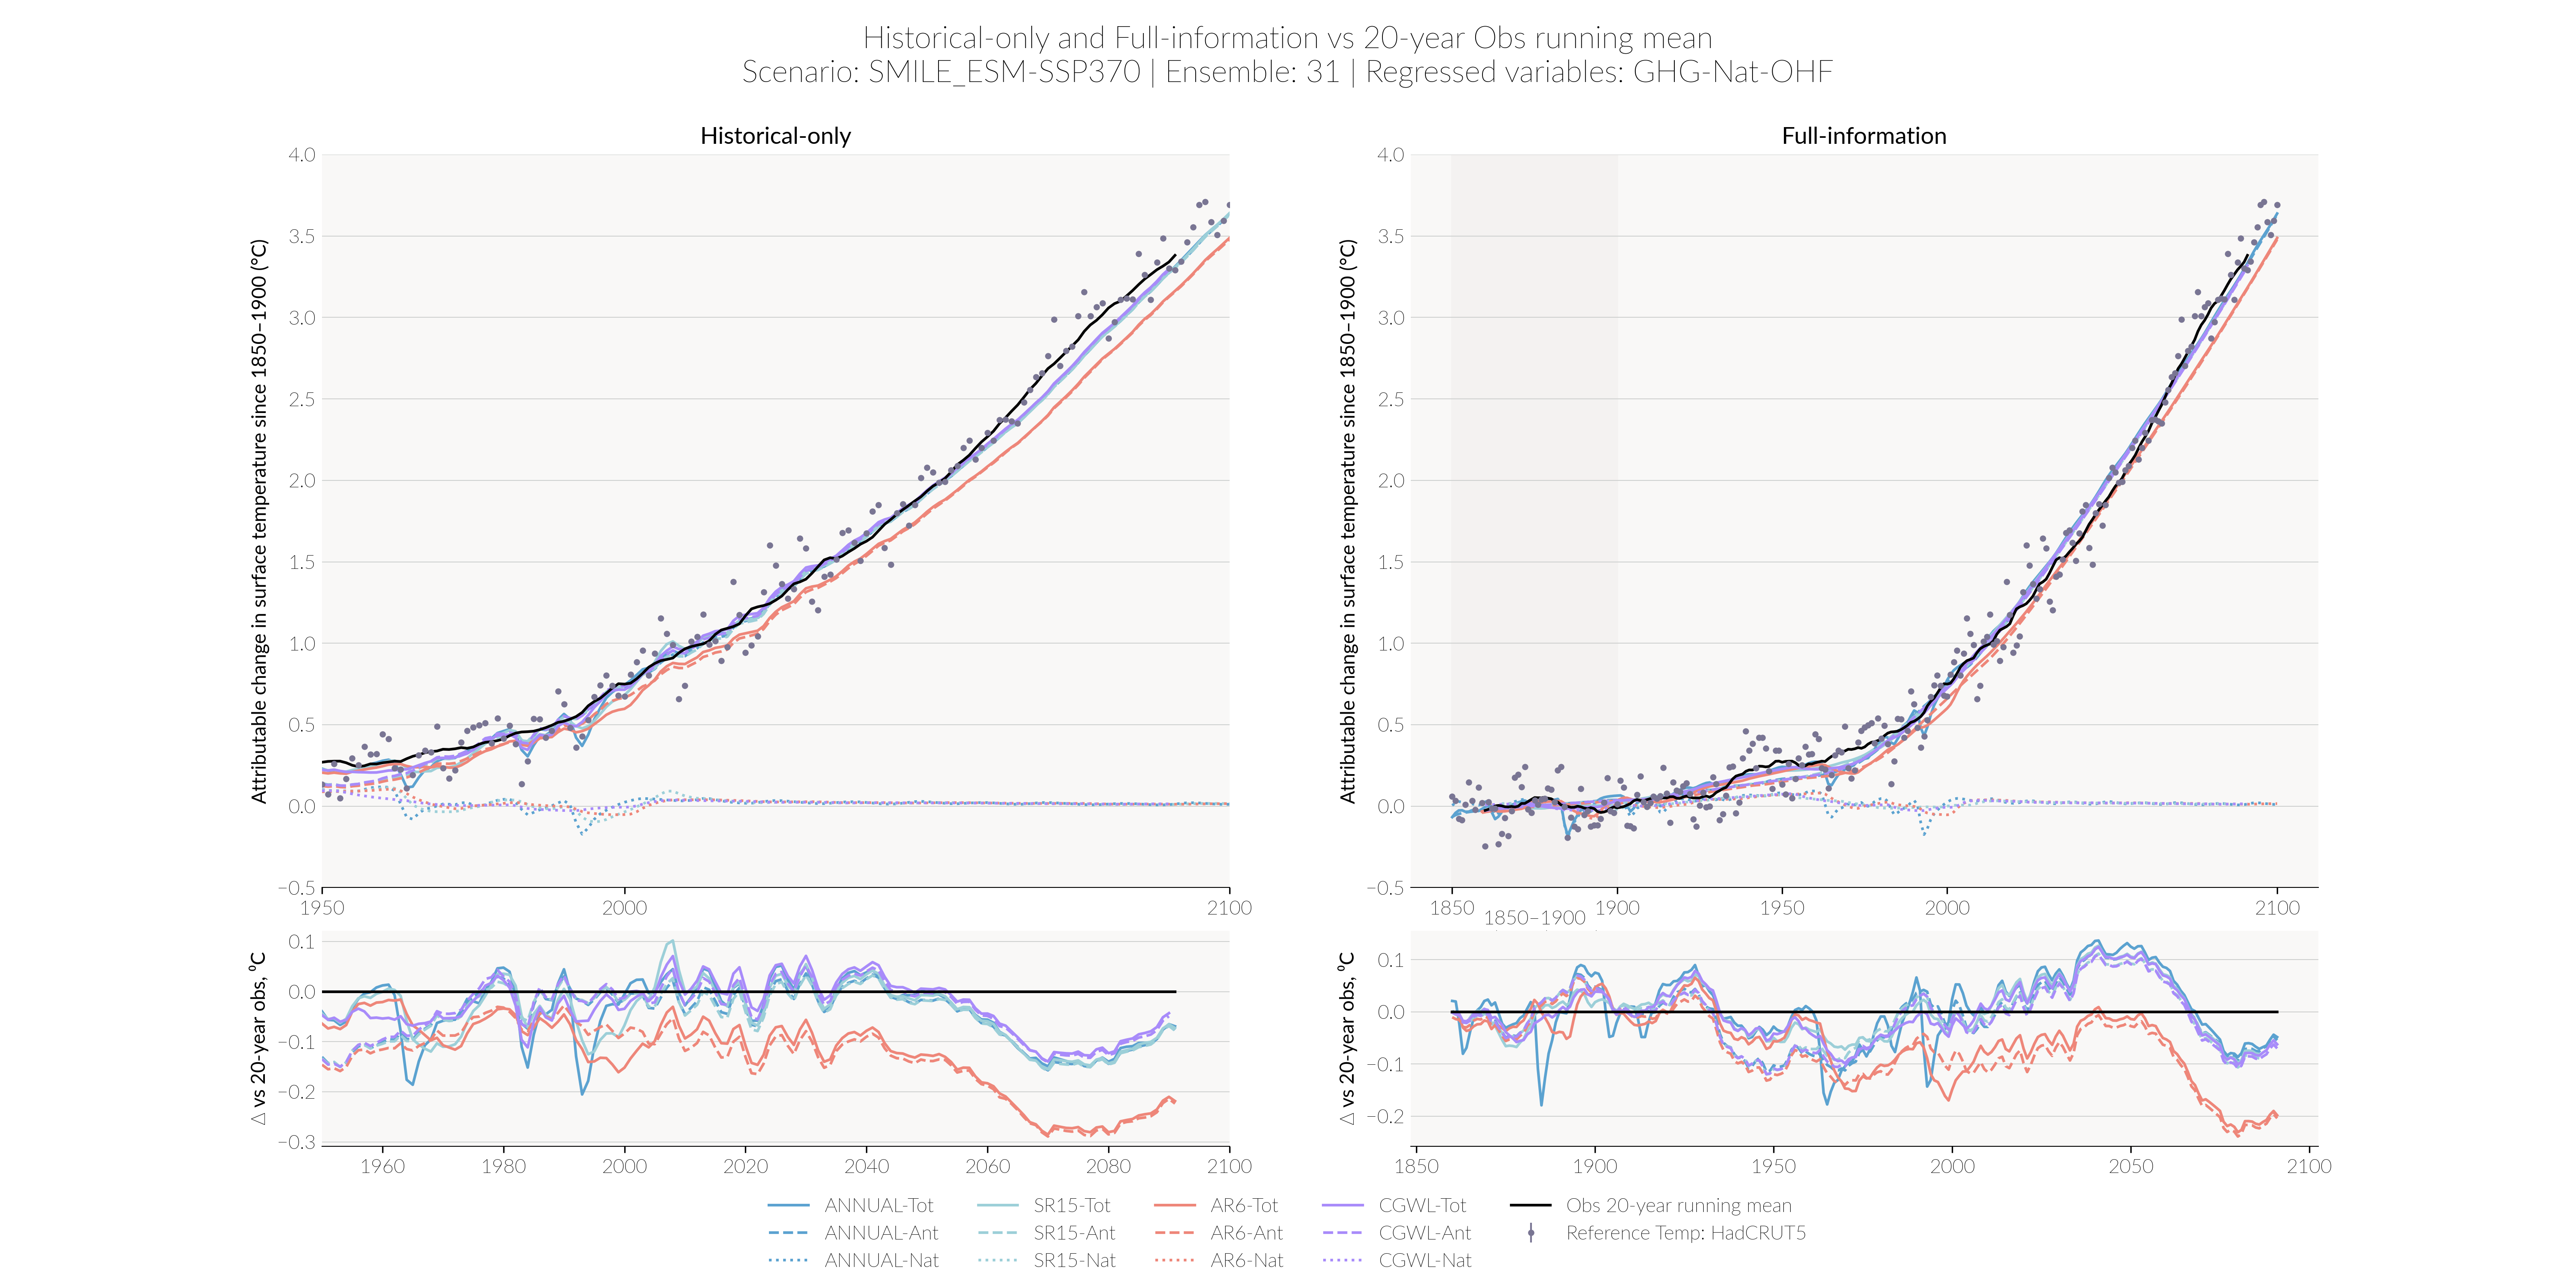 Historical-only and Full-information vs 20-year Obs running mean
Scenario: SMILE_ESM-SSP370 | Ensemble: 31 | Regressed variables: GHG-Nat-OHF
Historical-only
Attributable change in surface temperature since 1850–1900 (°C)
4.0
3.5
3.0
2.5
2.0
1.5
1.0
0.5
0.0
−0.5
1950 2000 2100
Full-information
Attributable change in surface temperature since 1850–1900 (°C)
4.0
3.5
3.0
2.5
2.0
1.5
1.0
0.5
0.0
−0.5
1850 1900 1950 2000 2100
1850–1900
Δ vs 20-year obs, ⁰C
0.1
0.0
−0.1
−0.2
−0.3
1960 1980 2000 2020 2040 2060 2080 2100
Δ vs 20-year obs, ⁰C
0.1
0.0
−0.1
−0.2
1850 1900 1950 2000 2050 2100
ANNUAL-Tot SR15-Tot AR6-Tot CGWL-Tot Obs 20-year running mean
ANNUAL-Ant SR15-Ant AR6-Ant CGWL-Ant Reference Temp: HadCRUT5
ANNUAL-Nat SR15-Nat AR6-Nat CGWL-Nat